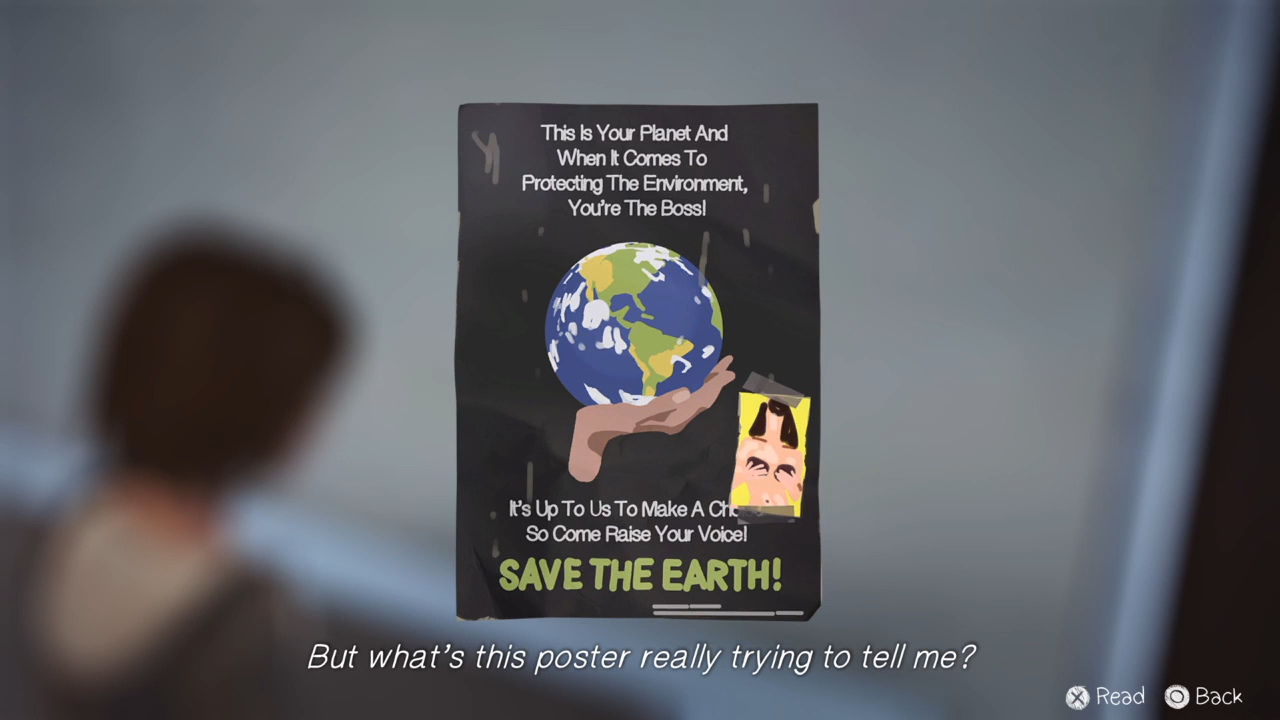 This Is Your Planet And
When It Comes To
Protecting The Environment,
You're The Boss!
It's Up To Us To Make A
So Come Raise Your Voice!
SAVE THE EARTH!
But what's this poster really trying to tell me?
Read Back